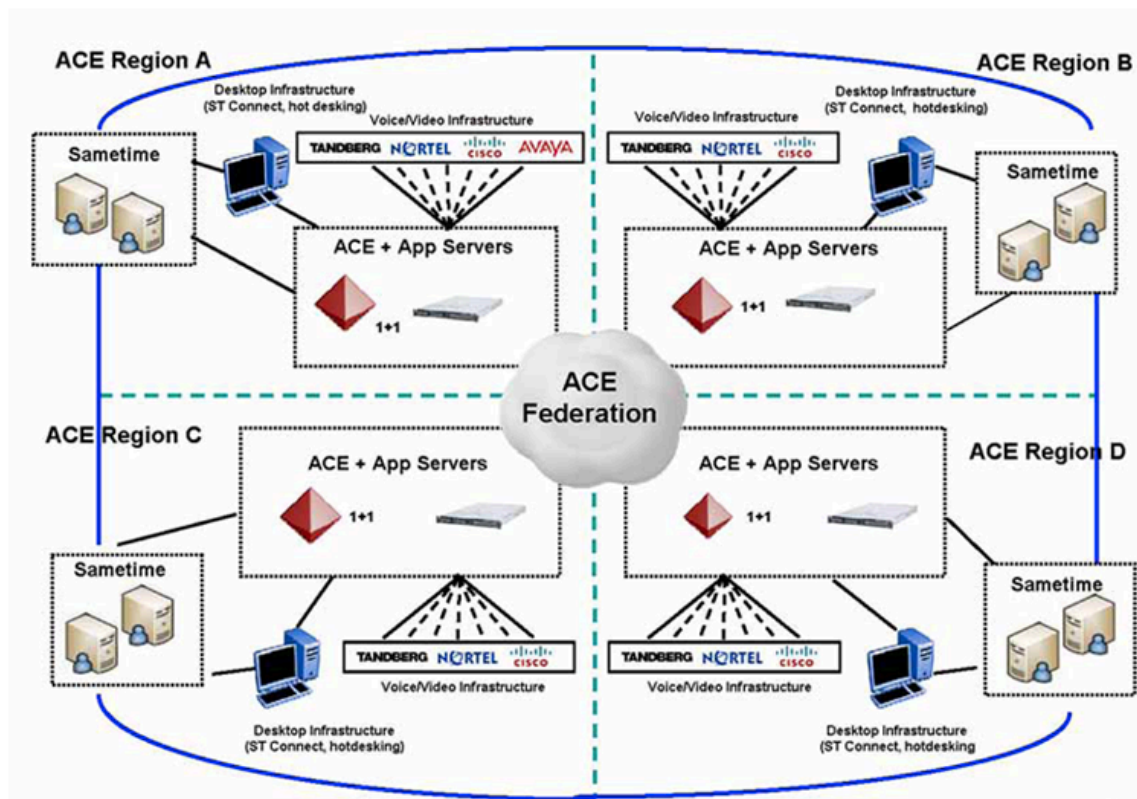 ACE Region A
Desktop Infrastructure
(ST Connect, hot desking)
Voice/Video Infrastructure
TANDBERG NORTEL CISCO AVAYA
Sametime
ACE + App Servers
1+1
ACE Region B
Desktop Infrastructure
(ST Connect, hotdesking)
Voice/Video Infrastructure
TANDBERG NORTEL CISCO
Sametime
ACE + App Servers
1+1
ACE
Federation
ACE Region C
ACE + App Servers
1+1
Sametime
TANDBERG NORTEL CISCO
Voice/Video Infrastructure
Desktop Infrastructure
(ST Connect, hotdesking)
ACE Region D
ACE + App Servers
1+1
Sametime
TANDBERG NORTEL CISCO
Voice/Video Infrastructure
Desktop Infrastructure
(ST Connect, hotdesking